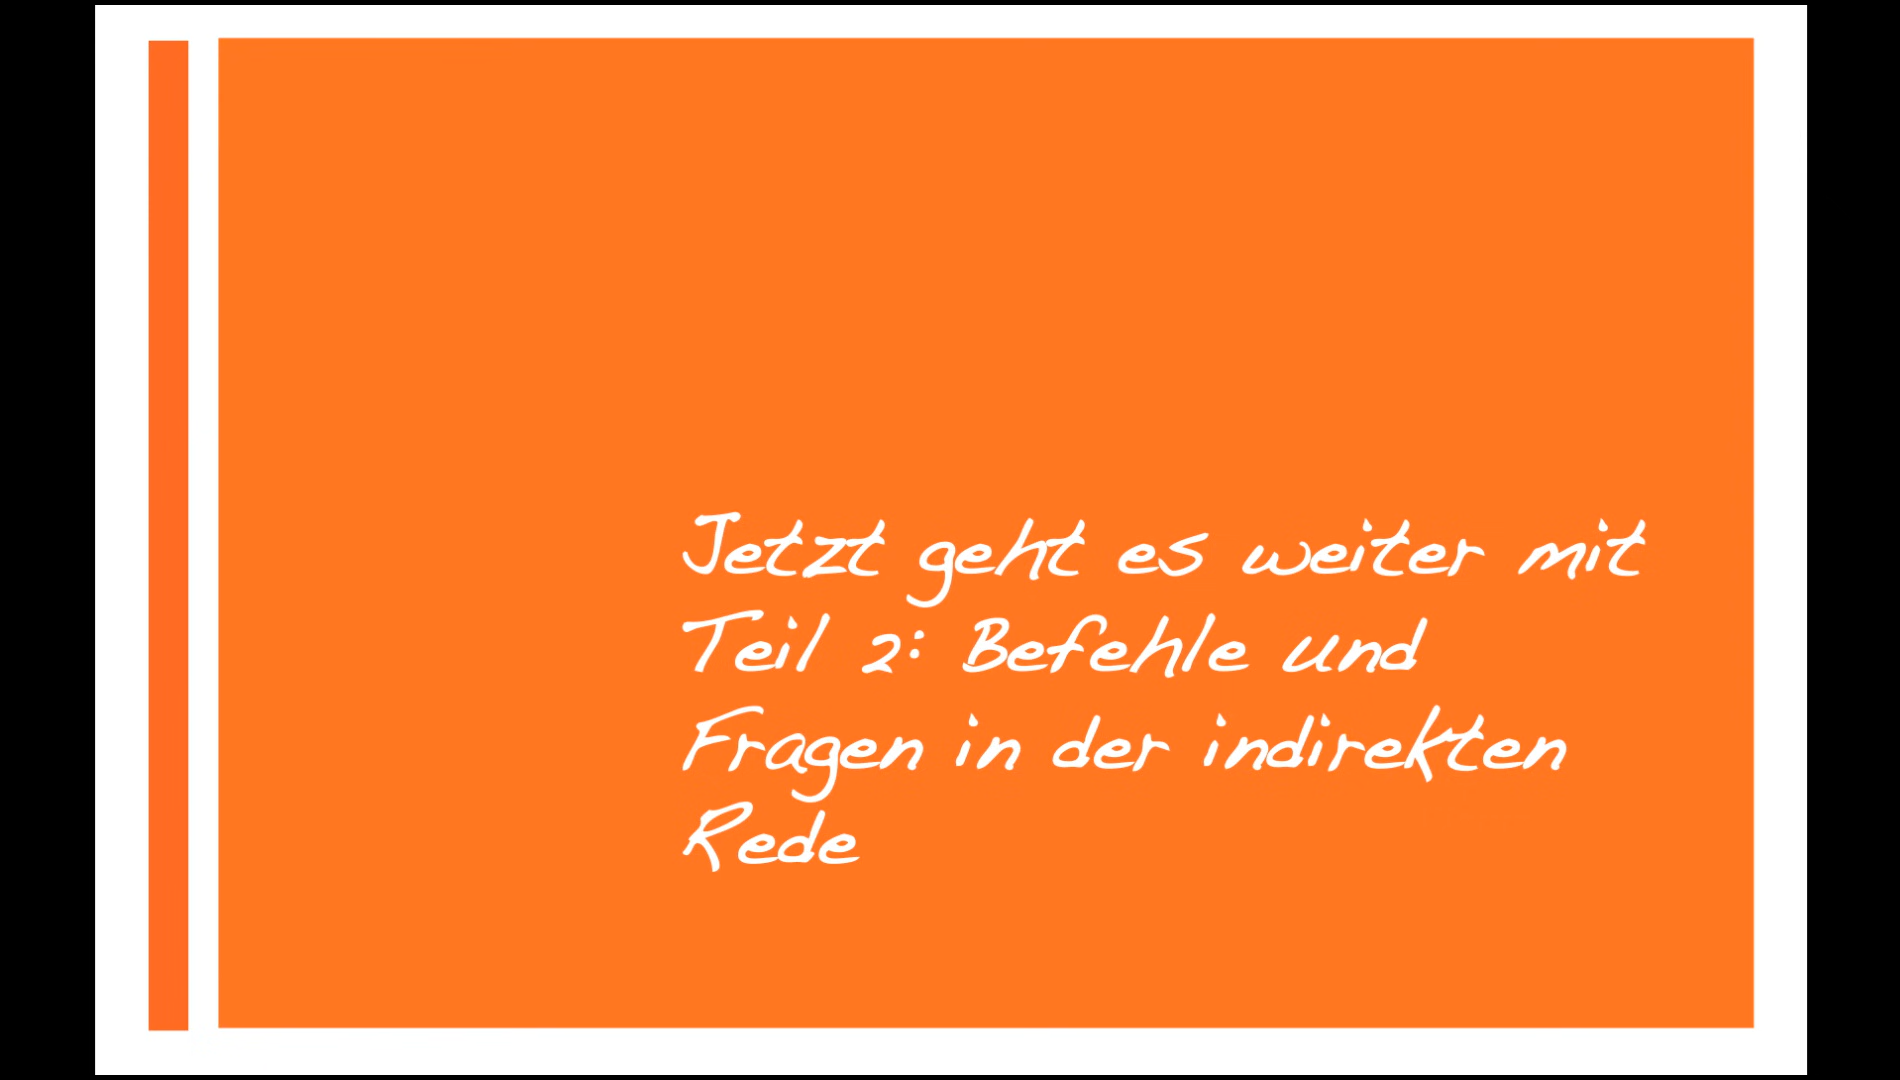 Jetzt geht es weiter mit
Teil 2: Befehle und
Fragen in der indirekten
Rede